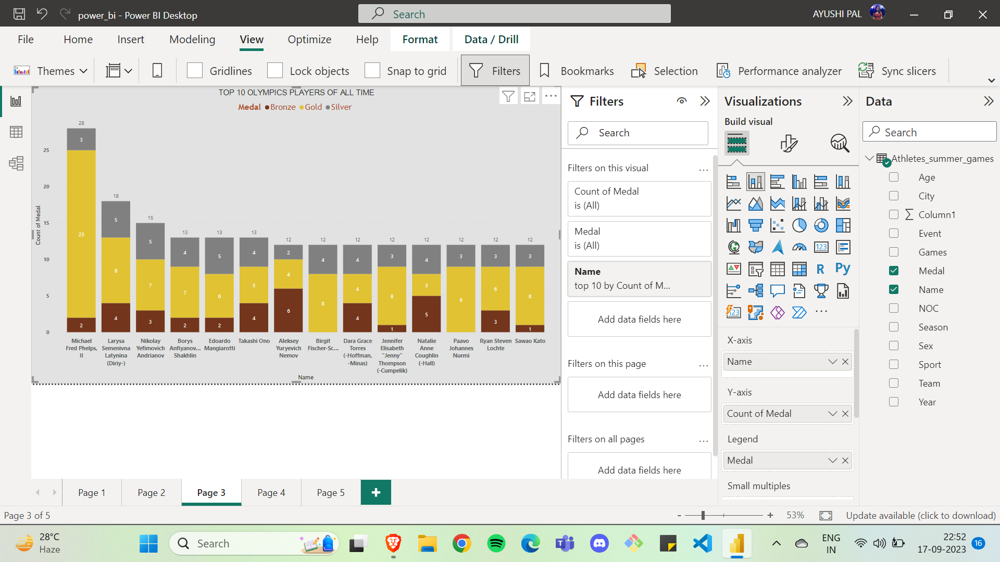 power_bi - Power BI Desktop
Search
AYUSHI PAL
File
Home
Insert
Modeling
View
Optimize
Help
Format
Data / Drill
Themes
Gridlines
Lock objects
Snap to grid
Filters
Bookmarks
Selection
Performance analyzer
Sync slicers
TOP 10 OLYMPICS PLAYERS OF ALL TIME
Medal Bronze Gold Silver
Count of Medal
25
20
15
10
5
0
28
3
23
2
18
5
9
4
15
5
7
3
13
4
7
2
13
5
6
2
13
4
5
4
12
2
4
6
12
4
8
12
4
4
4
12
3
8
1
12
4
3
5
12
3
9
12
3
6
3
12
3
8
1
Michael
Fred Phelps,
II
Larysa
Semenivna
Latynina
(Diriy-)
Nikolay
Yefimovich
Andrianov
Borys
Anfiyanov...
Shakhlin
Edoardo
Mangiarotti
Takashi Ono
Aleksey
Yuryevich
Nemov
Birgit
Fischer-Sc...
Dara Grace
Torres
(-Hoffman,
-Minas)
Jennifer
Elisabeth
"Jenny"
Thompson
(-Cumpelik)
Natalie
Anne
Coughlin
(-Hall)
Paavo
Johannes
Nurmi
Ryan Steven
Lochte
Sawao Kato
Name
Filters
Search
Filters on this visual
Count of Medal
is (All)
Medal
is (All)
Name
top 10 by Count of M...
Add data fields here
Filters on this page
Add data fields here
Filters on all pages
Add data fields here
Visualizations
Build visual
123
R
Py
123
X-axis
Name
Y-axis
Count of Medal
Legend
Medal
Small multiples
Data
Search
Athletes_summer_games
Age
City
Column1
Event
Games
Medal
Name
NOC
Season
Sex
Sport
Team
Year
Page 1
Page 2
Page 3
Page 4
Page 5
Page 3 of 5
53%
Update available (click to download)
28°C
Haze
Search
ENG
IN
22:52
17-09-2023
16